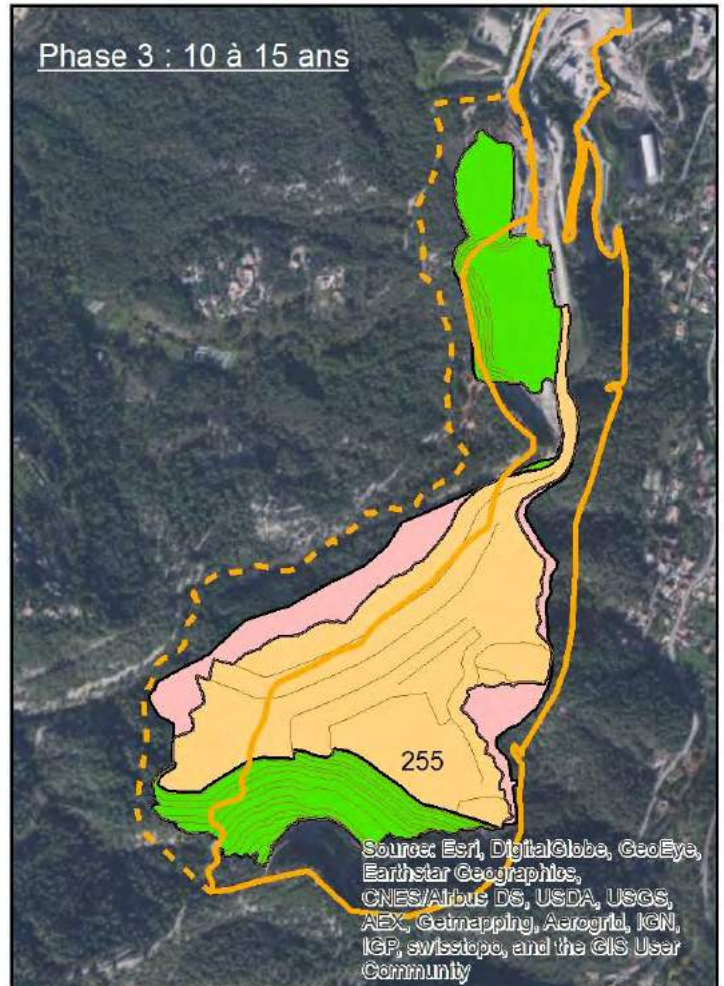 Phase 3 : 10 à 15 ans
255
Source: Esri, DigitalGlobe, GeoEye,
Earthstar Geographics,
CNES/Airbus DS, USDA, USGS,
AEX, Getmapping, Aerogrid, IGN,
IGP, swisstopo, and the GIS User
Community